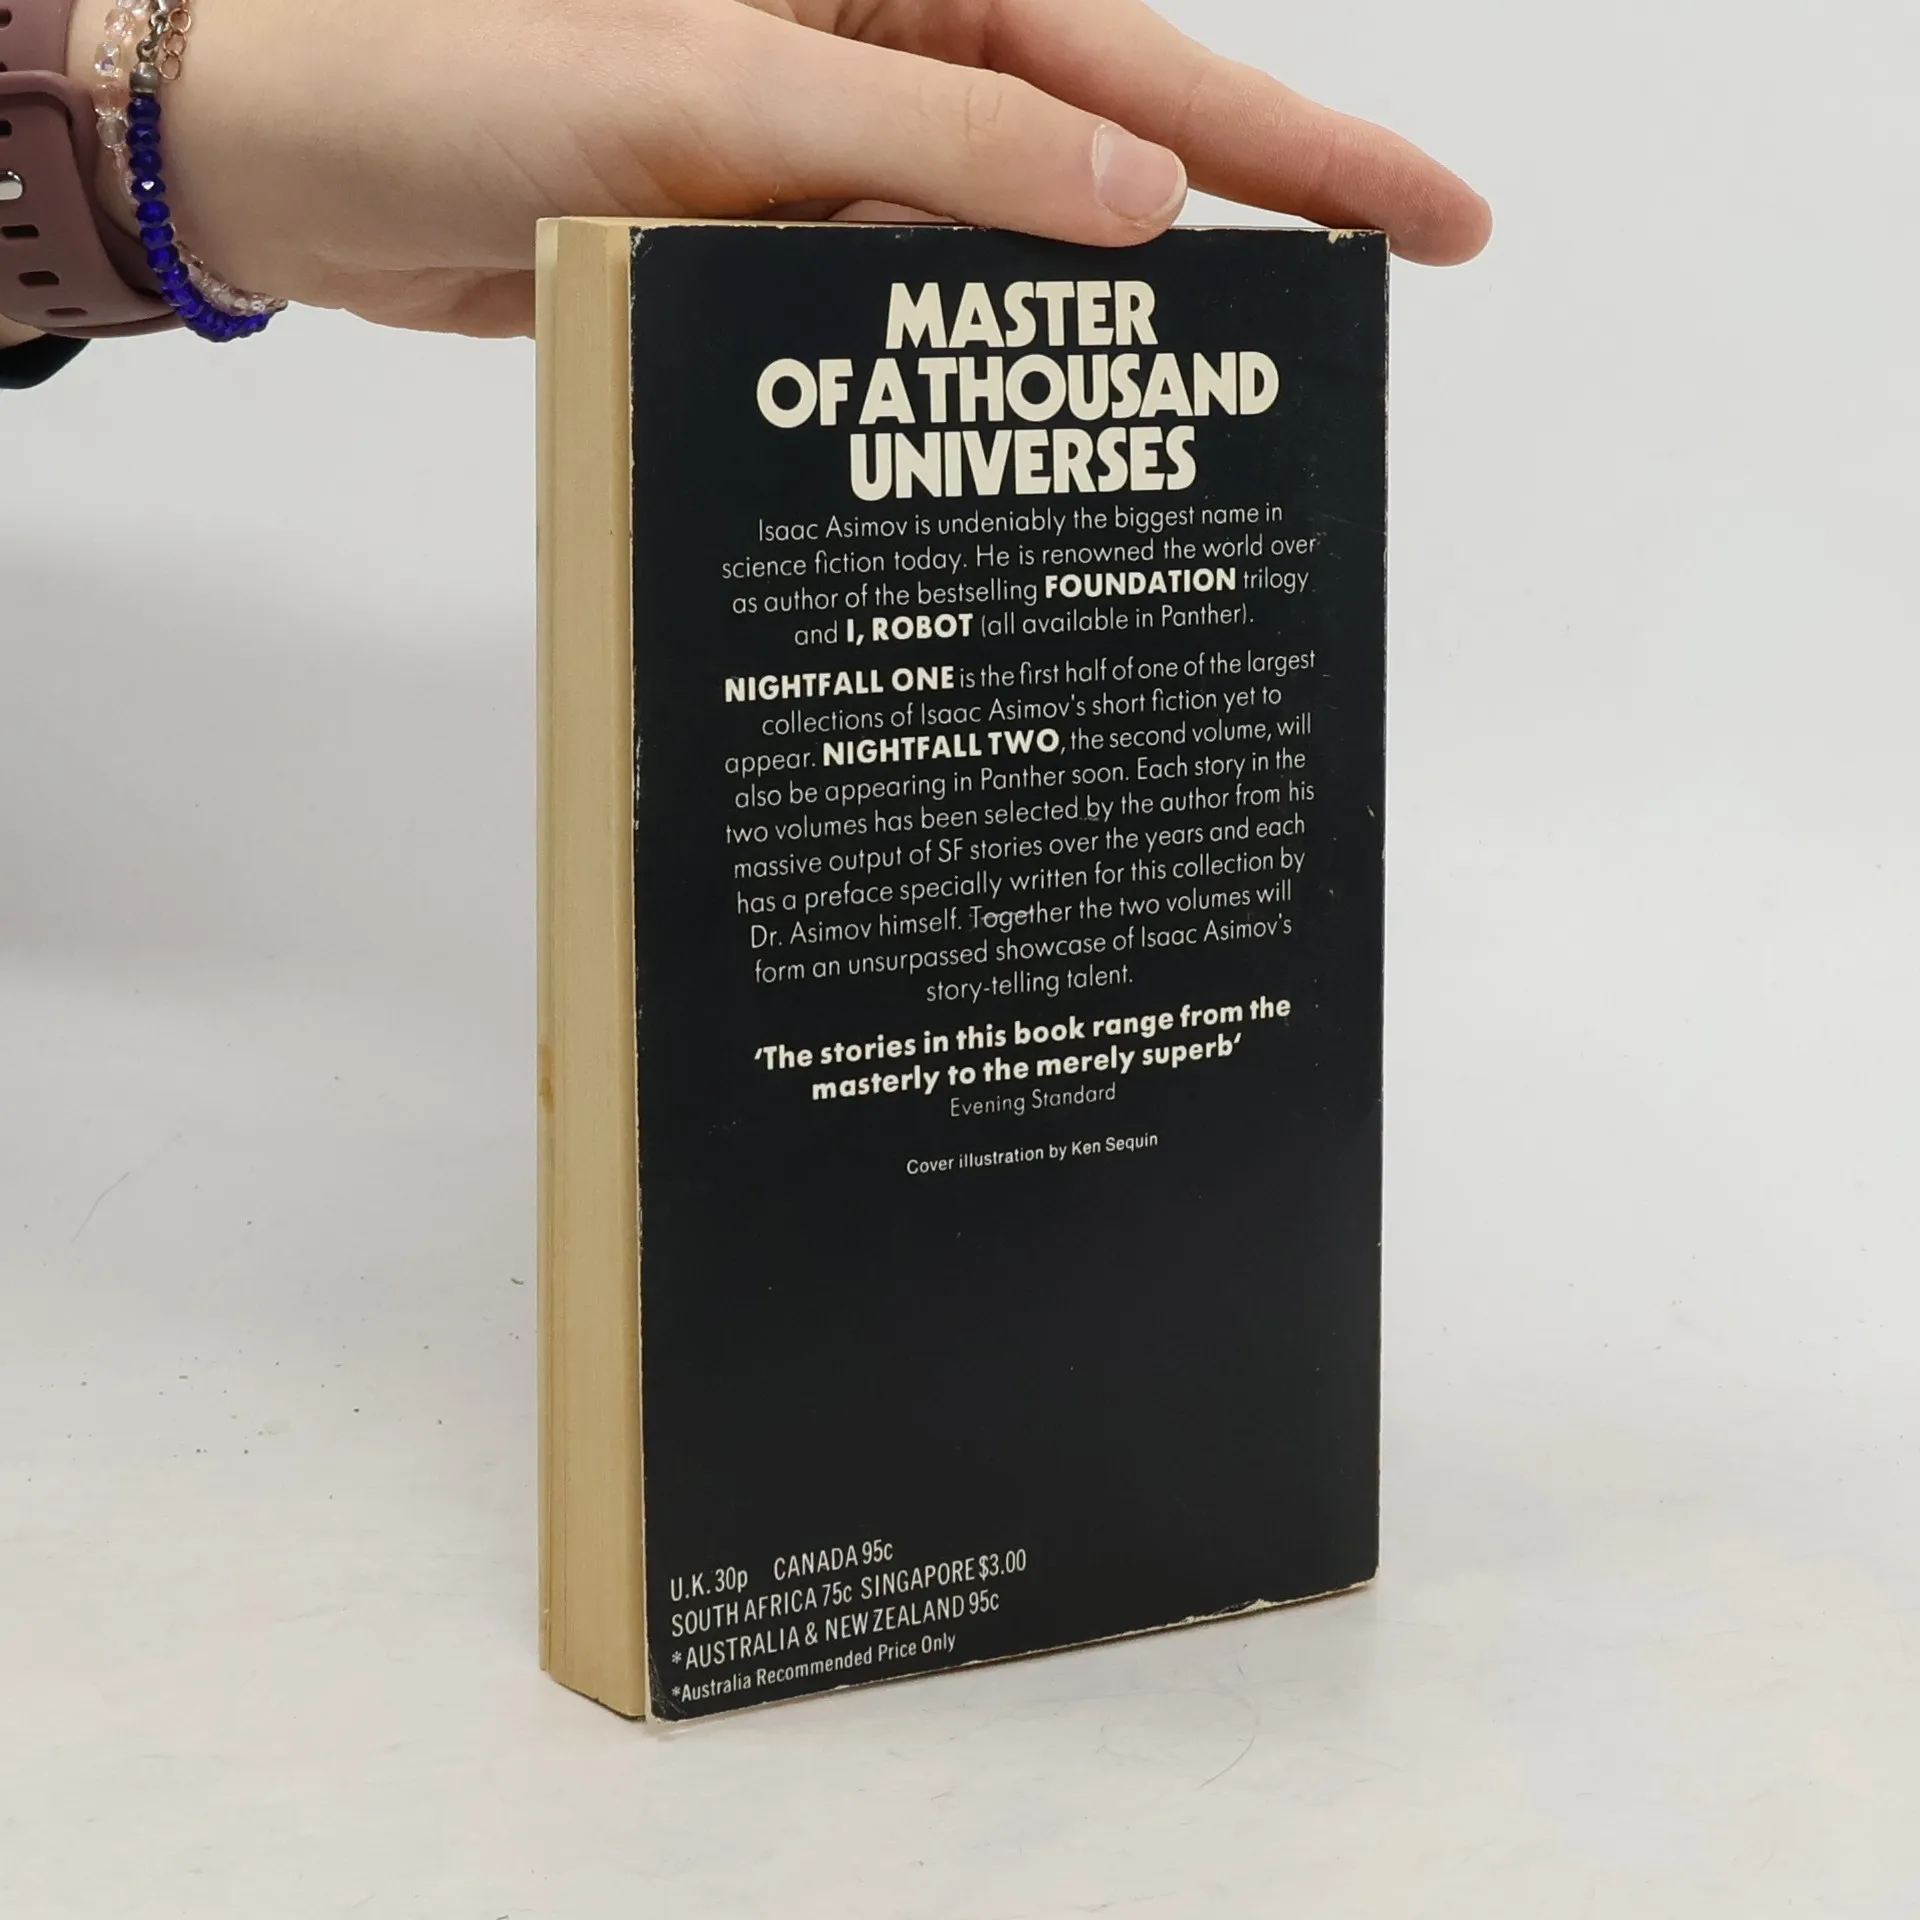 MASTER
OF A THOUSAND
UNIVERSES
Isaac Asimov is undeniably the biggest name in
science fiction today. He is renowned the world over
as author of the bestselling FOUNDATION trilogy
and I, ROBOT (all available in Panther).
NIGHTFALL ONE is the first half of one of the largest
collections of Isaac Asimov's short fiction yet to
appear. NIGHTFALL TWO, the second volume, will
also be appearing in Panther soon. Each story in the
two volumes has been selected by the author from his
massive output of SF stories over the years and each
has a preface specially written for this collection by
Dr. Asimov himself. Together the two volumes will
form an unsurpassed showcase of Isaac Asimov's
story-telling talent.
‘The stories in this book range from the
masterly to the merely superb‘
Evening Standard
Cover illustration by Ken Sequin
U.K. 30p CANADA 95c
SOUTH AFRICA 75c SINGAPORE $3.00
*AUSTRALIA & NEW ZEALAND 95c
*Australia Recommended Price Only